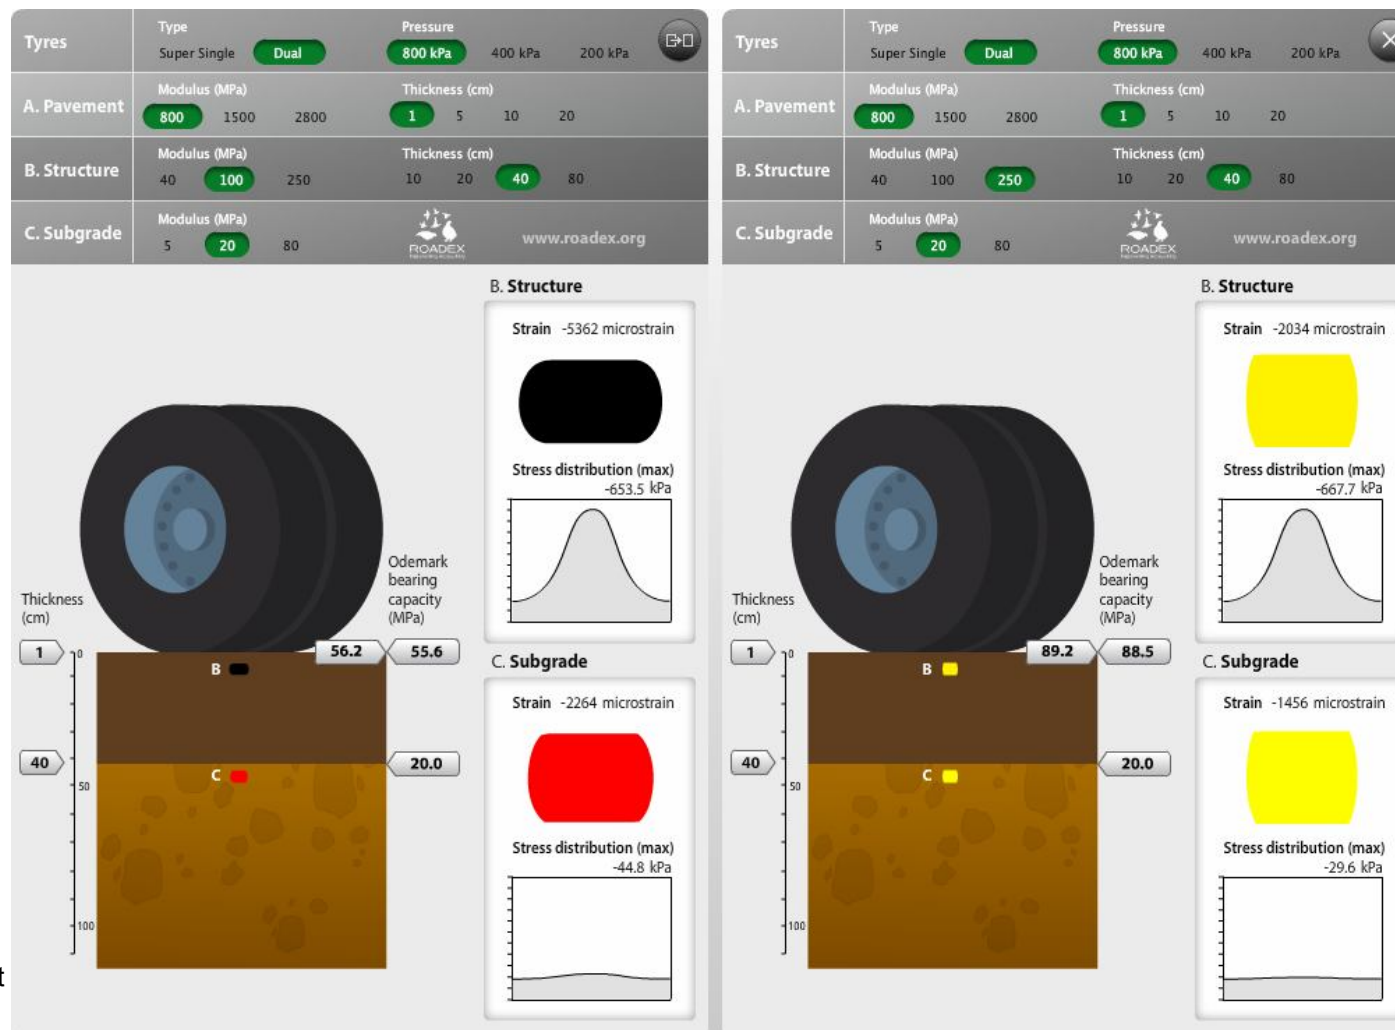 Tyres
Type
Super Single Dual
Pressure
800 kPa 400 kPa 200 kPa
A. Pavement
Modulus (MPa)
800 1500 2800
Thickness (cm)
1 5 10 20
B. Structure
Modulus (MPa)
40 100 250
Thickness (cm)
10 20 40 80
C. Subgrade
Modulus (MPa)
5 20 80
ROADEX
www.roadex.org
B. Structure
Strain -5362 microstrain
Stress distribution (max)
-653.5 kPa
Odemark
bearing
capacity
(MPa)
Thickness
(cm)
1
0
56.2
55.6
B
40
20.0
C
50
100
C. Subgrade
Strain -2264 microstrain
Stress distribution (max)
-44.8 kPa
t
Tyres
Type
Super Single Dual
Pressure
800 kPa 400 kPa 200 kPa
A. Pavement
Modulus (MPa)
800 1500 2800
Thickness (cm)
1 5 10 20
B. Structure
Modulus (MPa)
40 100 250
Thickness (cm)
10 20 40 80
C. Subgrade
Modulus (MPa)
5 20 80
ROADEX
www.roadex.org
B. Structure
Strain -2034 microstrain
Stress distribution (max)
-667.7 kPa
Odemark
bearing
capacity
(MPa)
Thickness
(cm)
1
0
89.2
88.5
B
40
20.0
C
50
100
C. Subgrade
Strain -1456 microstrain
Stress distribution (max)
-29.6 kPa